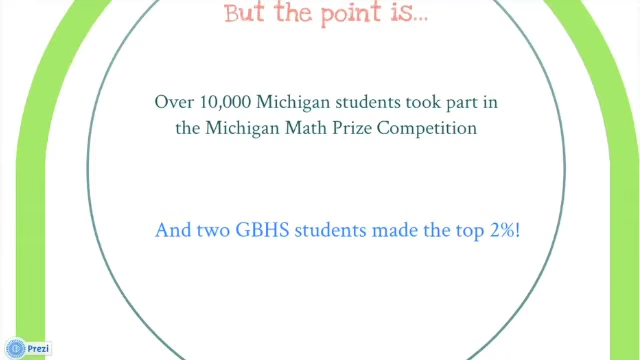 But the point is...
Over 10,000 Michigan students took part in
the Michigan Math Prize Competition
And two GBHS students made the top 2%!
Prezi